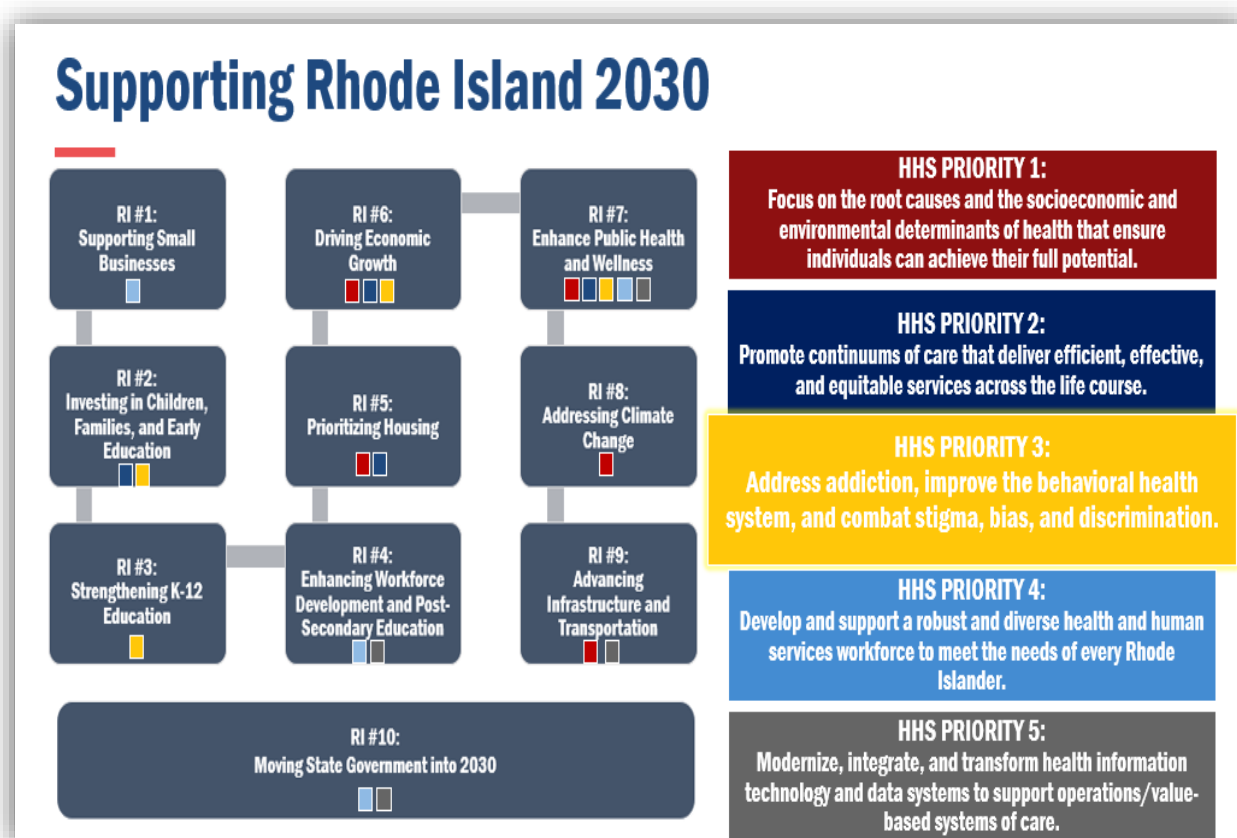 Supporting Rhode Island 2030
RI #1:
Supporting Small
Businesses
RI #2:
Investing in Children,
Families, and Early
Education
RI #3:
Strengthening K-12
Education
RI #4:
Enhancing Workforce
Development and Post-
Secondary Education
RI #5:
Prioritizing Housing
RI #6:
Driving Economic
Growth
RI #7:
Enhance Public Health
and Wellness
RI #8:
Addressing Climate
Change
RI #9:
Advancing
Infrastructure and
Transportation
RI #10:
Moving State Government into 2030
HHS PRIORITY 1:
Focus on the root causes and the socioeconomic and
environmental determinants of health that ensure
individuals can achieve their full potential.
HHS PRIORITY 2:
Promote continuums of care that deliver efficient, effective,
and equitable services across the life course.
HHS PRIORITY 3:
Address addiction, improve the behavioral health
system, and combat stigma, bias, and discrimination.
HHS PRIORITY 4:
Develop and support a robust and diverse health and human
services workforce to meet the needs of every Rhode
Islander.
HHS PRIORITY 5:
Modernize, integrate, and transform health information
technology and data systems to support operations/value-
based systems of care.